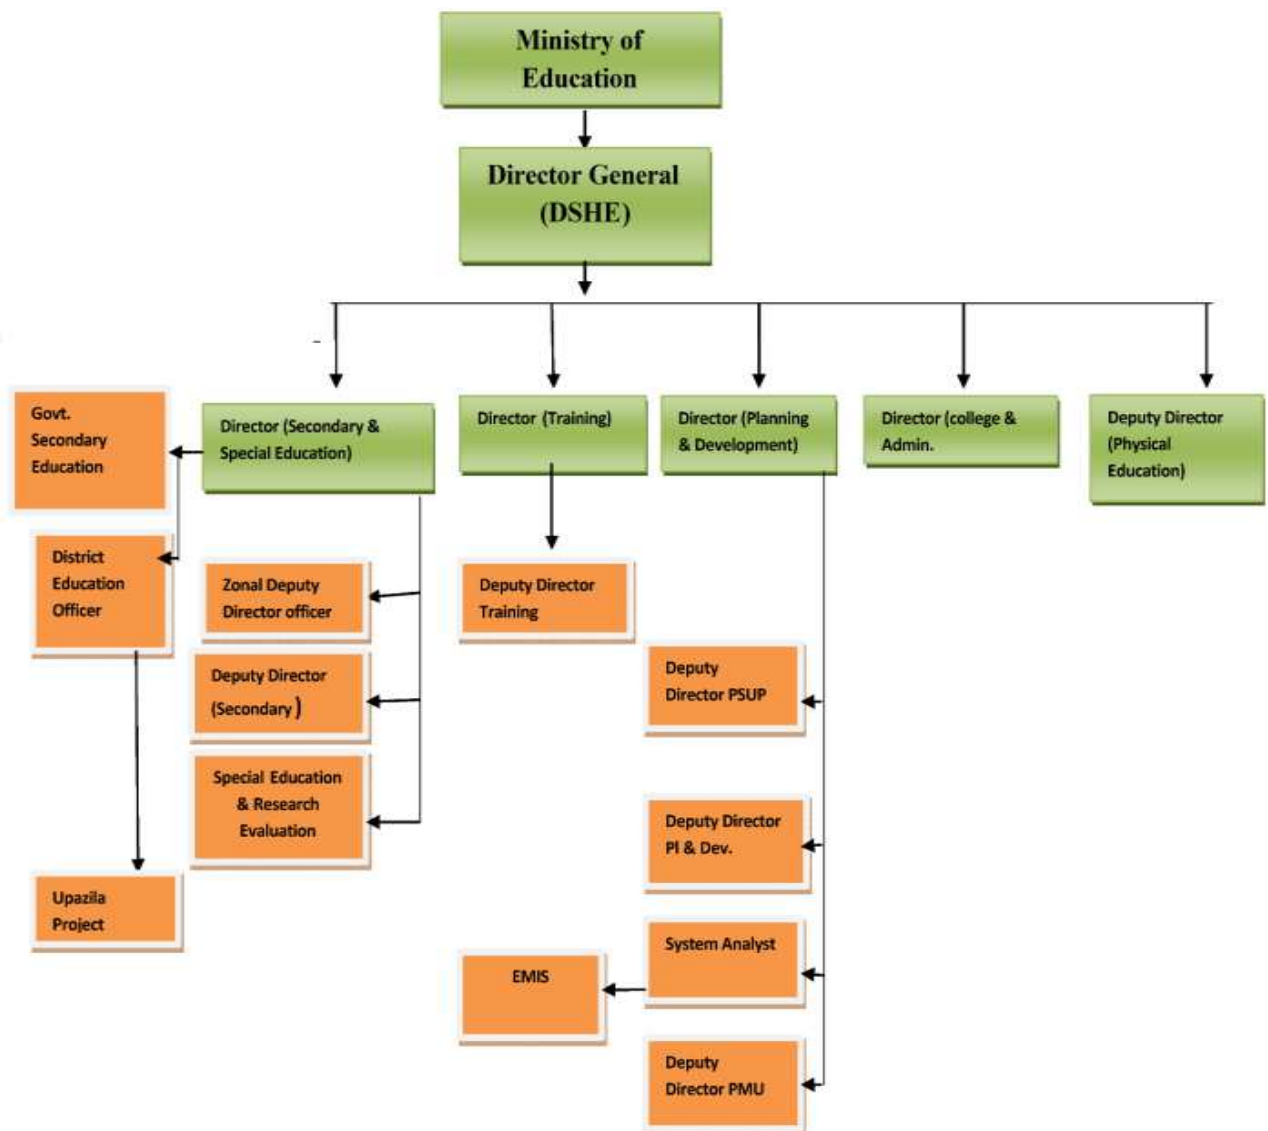 Ministry of
Education
Director General
(DSHE)
Govt.
Secondary
Education
Director (Secondary &
Special Education)
Director (Training)
Director (Planning
& Development)
Director (college &
Admin.
Deputy Director
(Physical
Education)
District
Education
Officer
Zonal Deputy
Director officer
Deputy Director
Training
Deputy Director
(Secondary)
Deputy
Director PSUP
Special Education
& Research
Evaluation
Deputy Director
Pl & Dev.
Upazila
Project
System Analyst
EMIS
Deputy
Director PMU